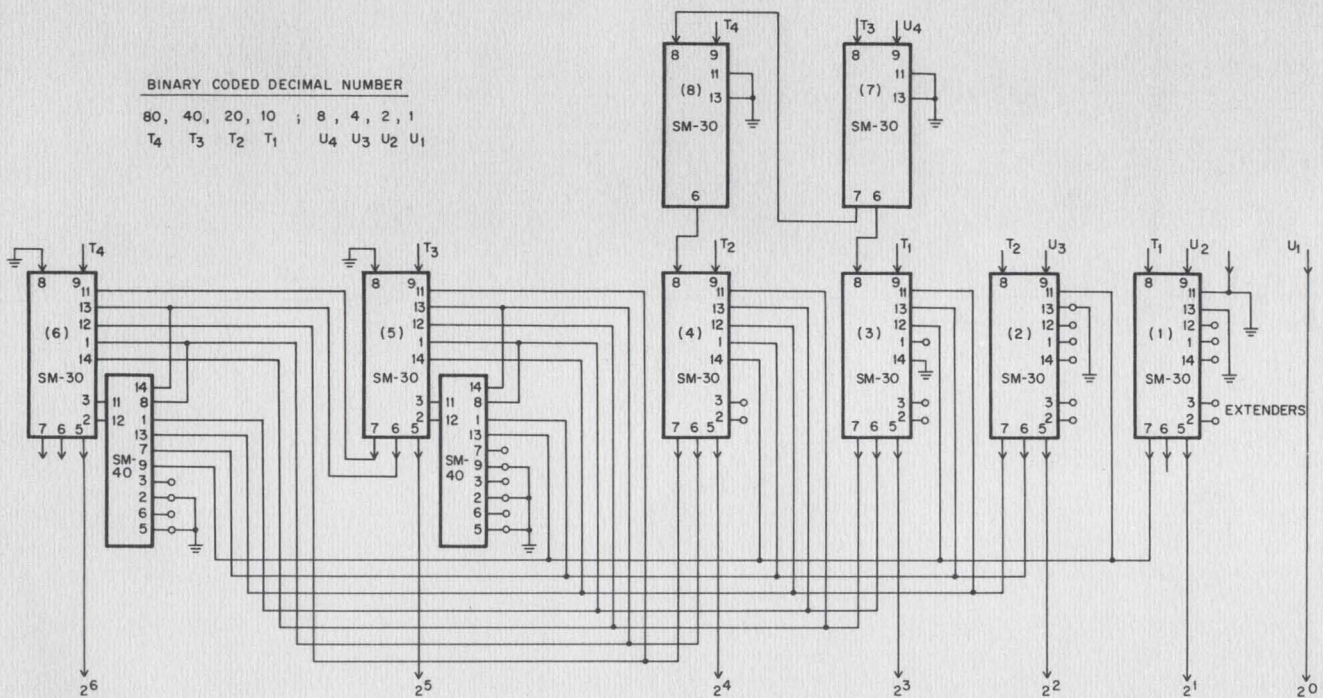 BINARY CODED DECIMAL NUMBER
80, 40, 20, 10 ; 8 , 4 , 2 , 1
T4 T3 T2 T1 U4 U3 U2 U1
T4 T3 U4
8 9 8 9
11 11
(8) (7)
13 13
SM-30 SM-30
6 7 6
T4 T3 T2 T1 T2 U3 T1 U2 U1
8 9 8 9 8 9 8 9 8 9 8 9
11 11 11 11 11 11
13 13 13 13 13 13
(6) (5) (4) (3) (2) (1)
12 12 12 12 12 12
1 1 1 1 1 1
14 14 14 14 14 14
SM-30 SM-30 SM-30 SM-30 SM-30 SM-30
14 14
3 11 8 3 11 8 3 3 3 3 EXTENDERS
2 12 1 2 12 1 2 2 2 2
7 6 5 13 7 6 5 13 7 6 5 7 6 5 7 6 5 7 6 5
7 7
SM-40 9 SM-40 9
3 3
2 2
6 6
5 5
2^6 2^5 2^4 2^3 2^2 2^1 2^0